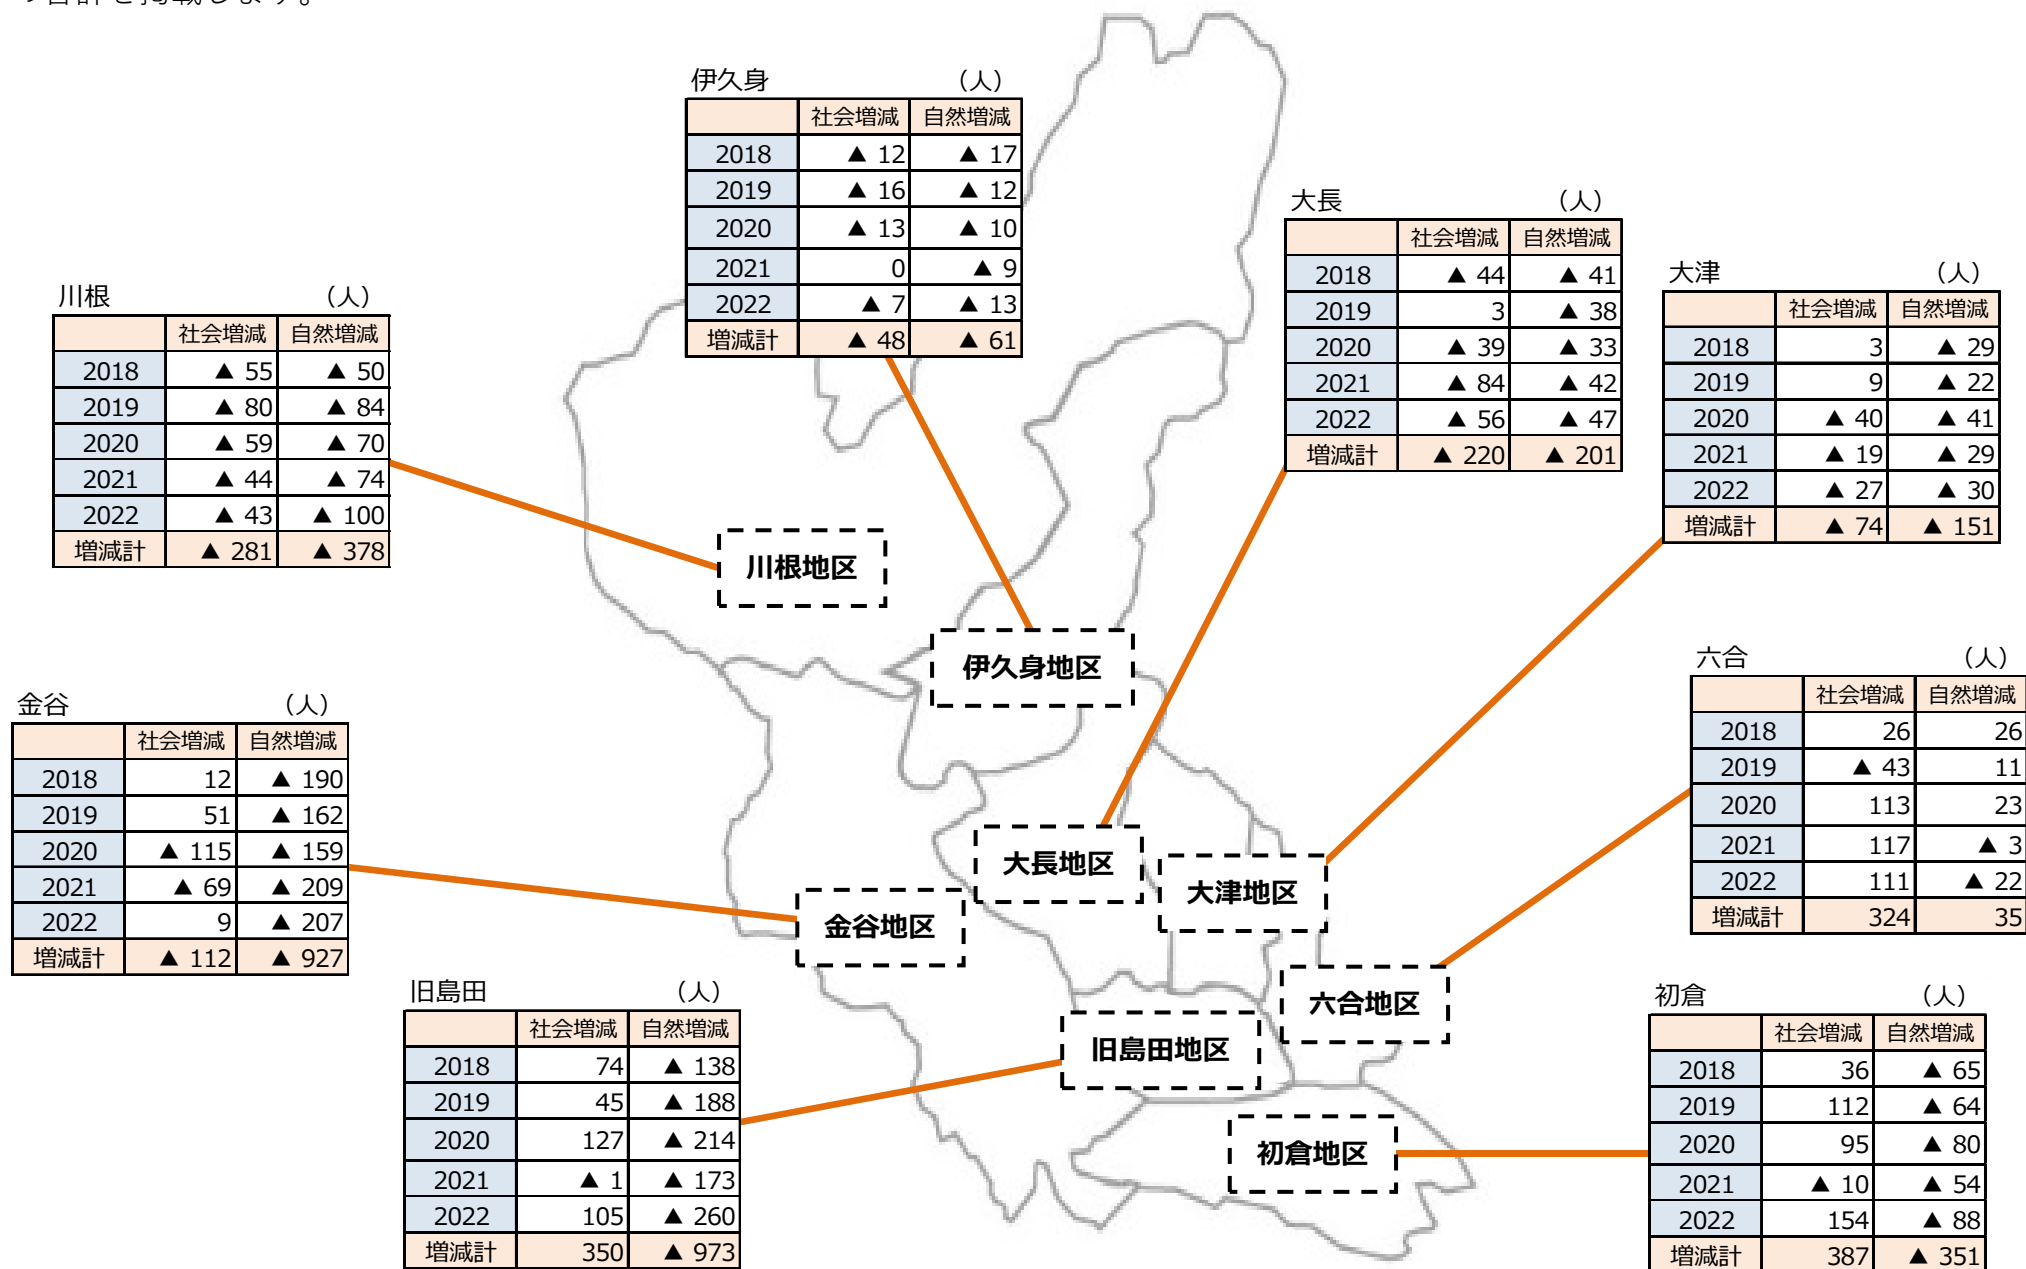 の合計を掲載します。
伊久身 （人）
社会増減 自然増減
2018 ▲ 12 ▲ 17
2019 ▲ 16 ▲ 12
2020 ▲ 13 ▲ 10
2021 0 ▲ 9
2022 ▲ 7 ▲ 13
増減計 ▲ 48 ▲ 61
大長 （人）
社会増減 自然増減
2018 ▲ 44 ▲ 41
2019 3 ▲ 38
2020 ▲ 39 ▲ 33
2021 ▲ 84 ▲ 42
2022 ▲ 56 ▲ 47
増減計 ▲ 220 ▲ 201
大津 （人）
社会増減 自然増減
2018 3 ▲ 29
2019 9 ▲ 22
2020 ▲ 40 ▲ 41
2021 ▲ 19 ▲ 29
2022 ▲ 27 ▲ 30
増減計 ▲ 74 ▲ 151
川根 （人）
社会増減 自然増減
2018 ▲ 55 ▲ 50
2019 ▲ 80 ▲ 84
2020 ▲ 59 ▲ 70
2021 ▲ 44 ▲ 74
2022 ▲ 43 ▲ 100
増減計 ▲ 281 ▲ 378
川根地区
伊久身地区
六合 （人）
社会増減 自然増減
2018 26 26
2019 ▲ 43 11
2020 113 23
2021 117 ▲ 3
2022 111 ▲ 22
増減計 324 35
金谷 （人）
社会増減 自然増減
2018 12 ▲ 190
2019 51 ▲ 162
2020 ▲ 115 ▲ 159
2021 ▲ 69 ▲ 209
2022 9 ▲ 207
増減計 ▲ 112 ▲ 927
大長地区
大津地区
金谷地区
六合地区
旧島田地区
初倉地区
旧島田 （人）
社会増減 自然増減
2018 74 ▲ 138
2019 45 ▲ 188
2020 127 ▲ 214
2021 ▲ 1 ▲ 173
2022 105 ▲ 260
増減計 350 ▲ 973
初倉 （人）
社会増減 自然増減
2018 36 ▲ 65
2019 112 ▲ 64
2020 95 ▲ 80
2021 ▲ 10 ▲ 54
2022 154 ▲ 88
増減計 387 ▲ 351